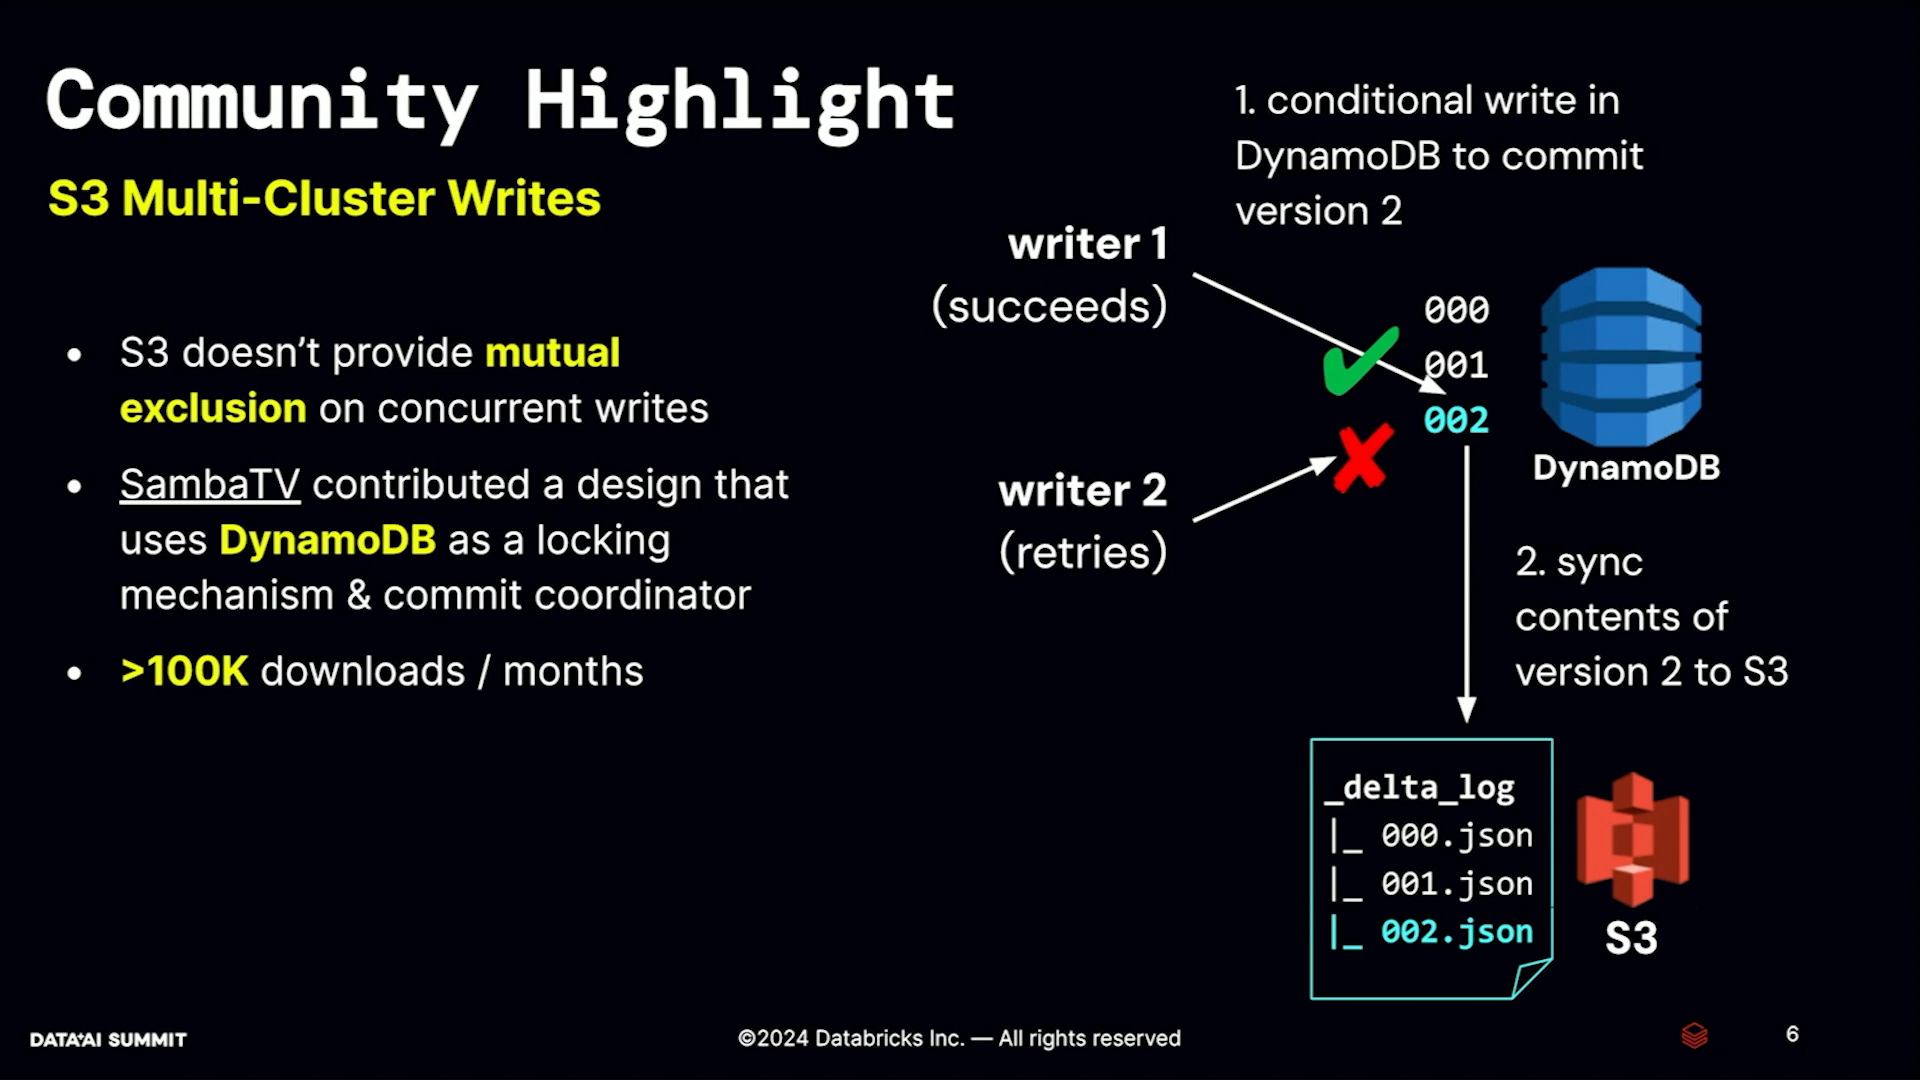 Community Highlight
S3 Multi-Cluster Writes
• S3 doesn’t provide mutual
exclusion on concurrent writes
• SambaTV contributed a design that
uses DynamoDB as a locking
mechanism & commit coordinator
• >100K downloads / months
1. conditional write in
DynamoDB to commit
version 2
writer 1
(succeeds)
000
001
002
DynamoDB
writer 2
(retries)
2. sync
contents of
version 2 to S3
_delta_log
|_ 000.json
|_ 001.json
|_ 002.json
S3
DATA+AI SUMMIT
©2024 Databricks Inc. — All rights reserved
6